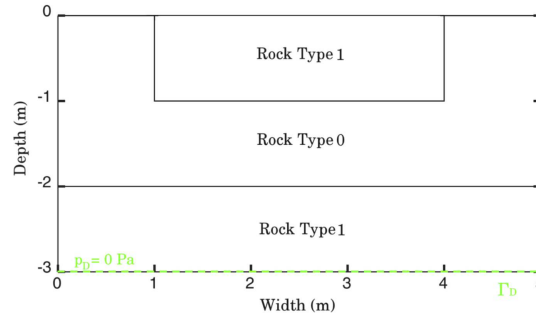 0
Rock Type 1
-1
Rock Type 0
Depth (m)
-2
Rock Type 1
p_D = 0 Pa
-3
0 1 2 3 4
Γ_D
Width (m)